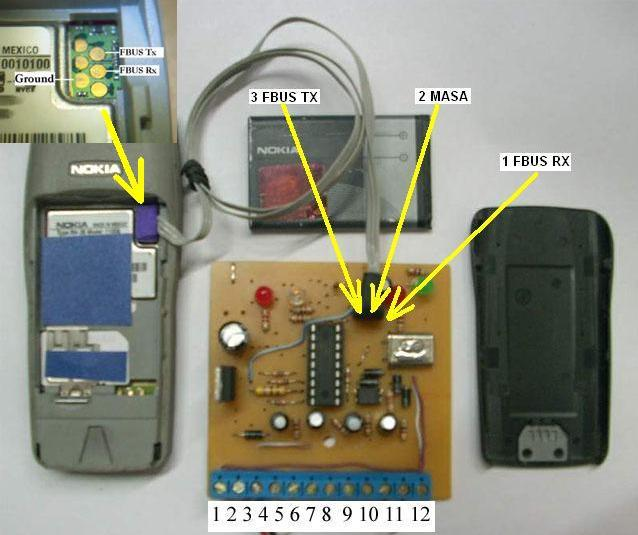 MEXICO
0010100
FBUS Tx
FBUS Rx
Ground
3 FBUS TX
2 MASA
1 FBUS RX
NOKIA
NOKIA
NOKIA
1 2 3 4 5 6 7 8 9 10 11 12